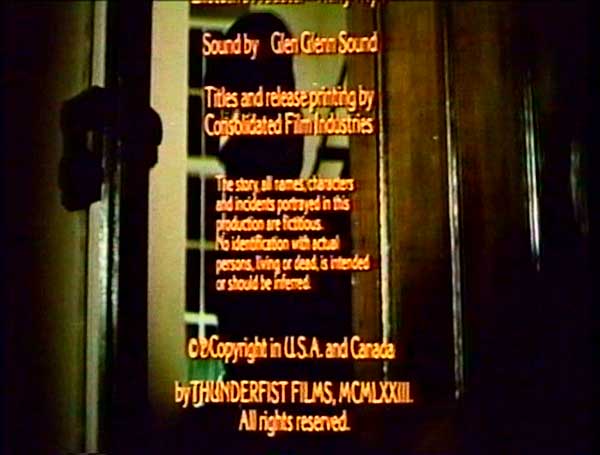 Sound by Glen Glenn Sound
Titles and release printing by
Consolidated Film Industries
The story, all names, characters
and incidents portrayed in this
production are fictitious.
No identification with actual
persons, living or dead, is intended
or should be inferred.
Copyright in U.S.A. and Canada
by THUNDERFIST FILMS, MCMLXXIII.
All rights reserved.